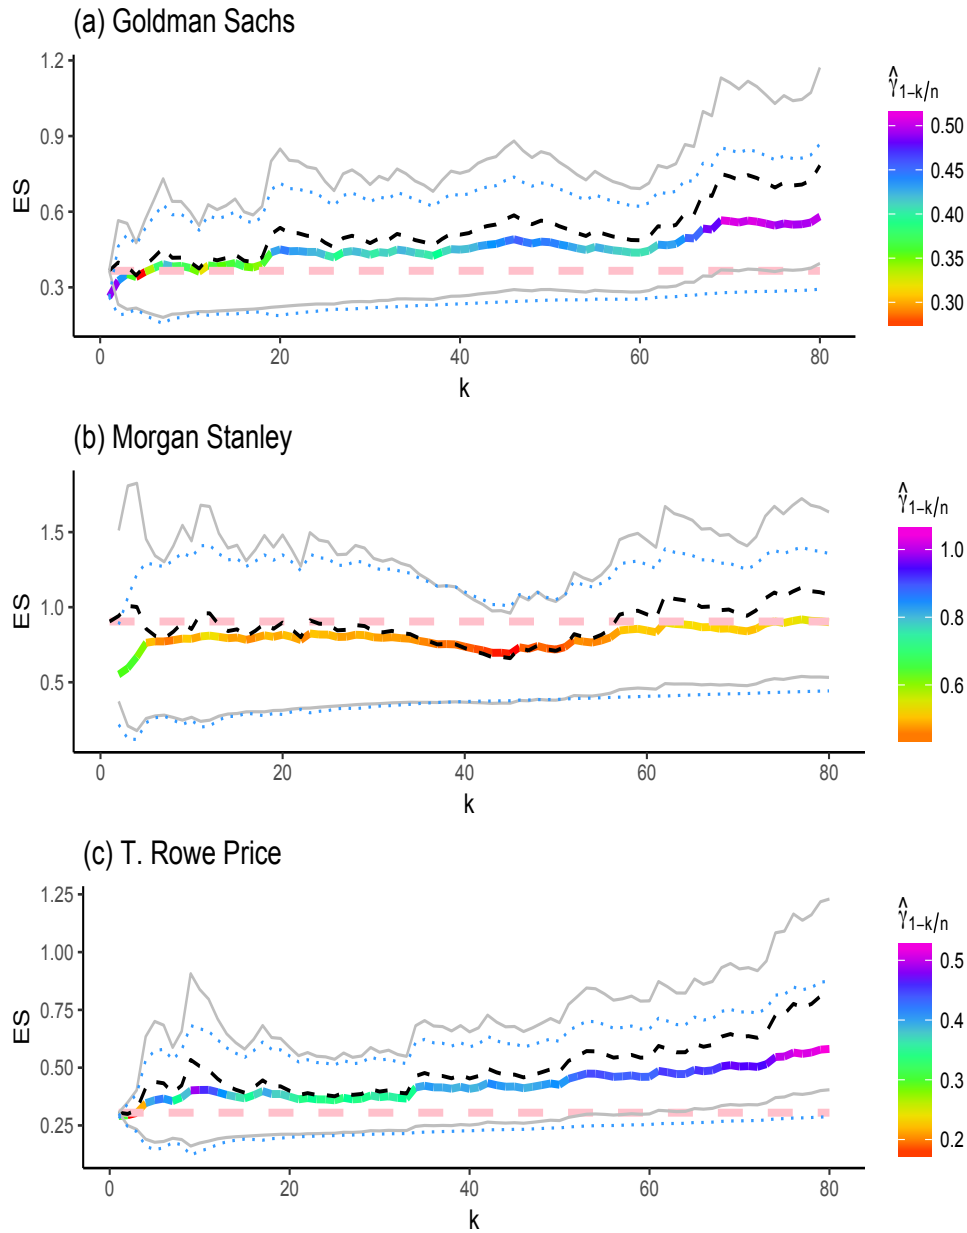 (a) Goldman Sachs
1.2
0.9
0.6
0.3
ES
0 20 40 60 80
k
γ̂1−k/n
0.50
0.45
0.40
0.35
0.30
(b) Morgan Stanley
1.5
1.0
0.5
ES
0 20 40 60 80
k
γ̂1−k/n
1.0
0.8
0.6
(c) T. Rowe Price
1.25
1.00
0.75
0.50
0.25
ES
0 20 40 60 80
k
γ̂1−k/n
0.5
0.4
0.3
0.2